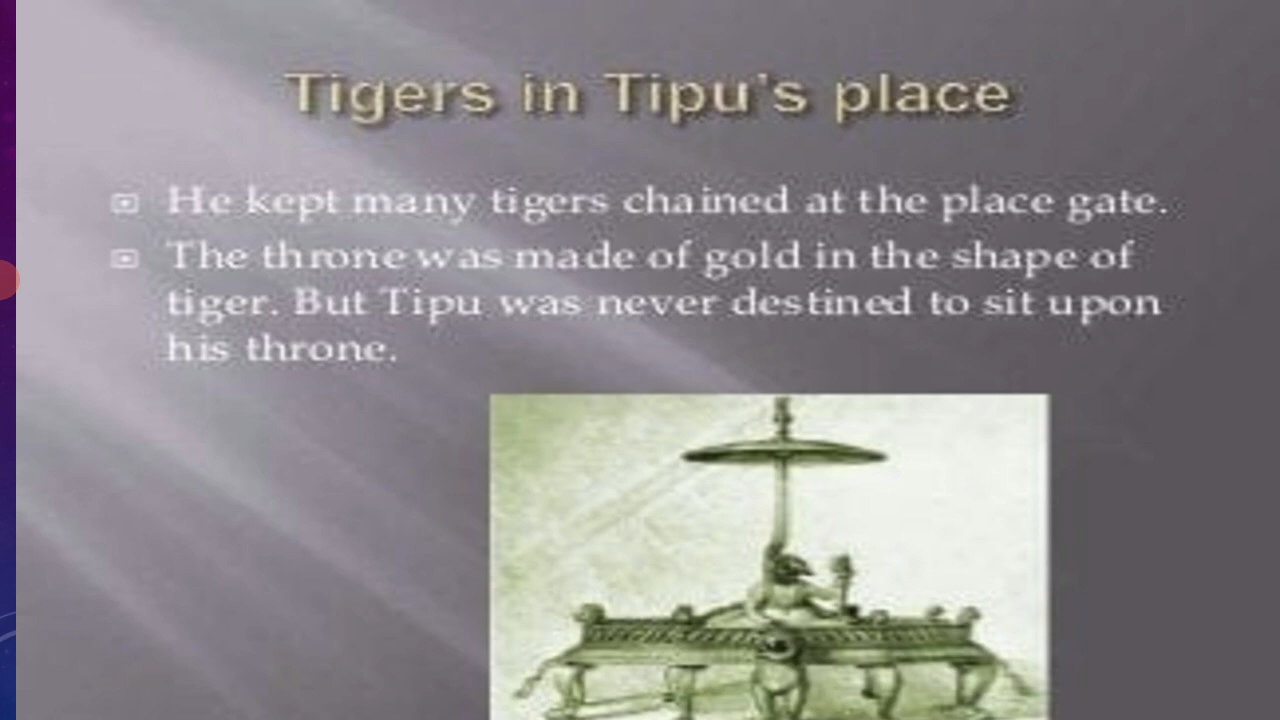 Tigers in Tipu's place
He kept many tigers chained at the place gate.
The throne was made of gold in the shape of
tiger. But Tipu was never destined to sit upon
his throne.